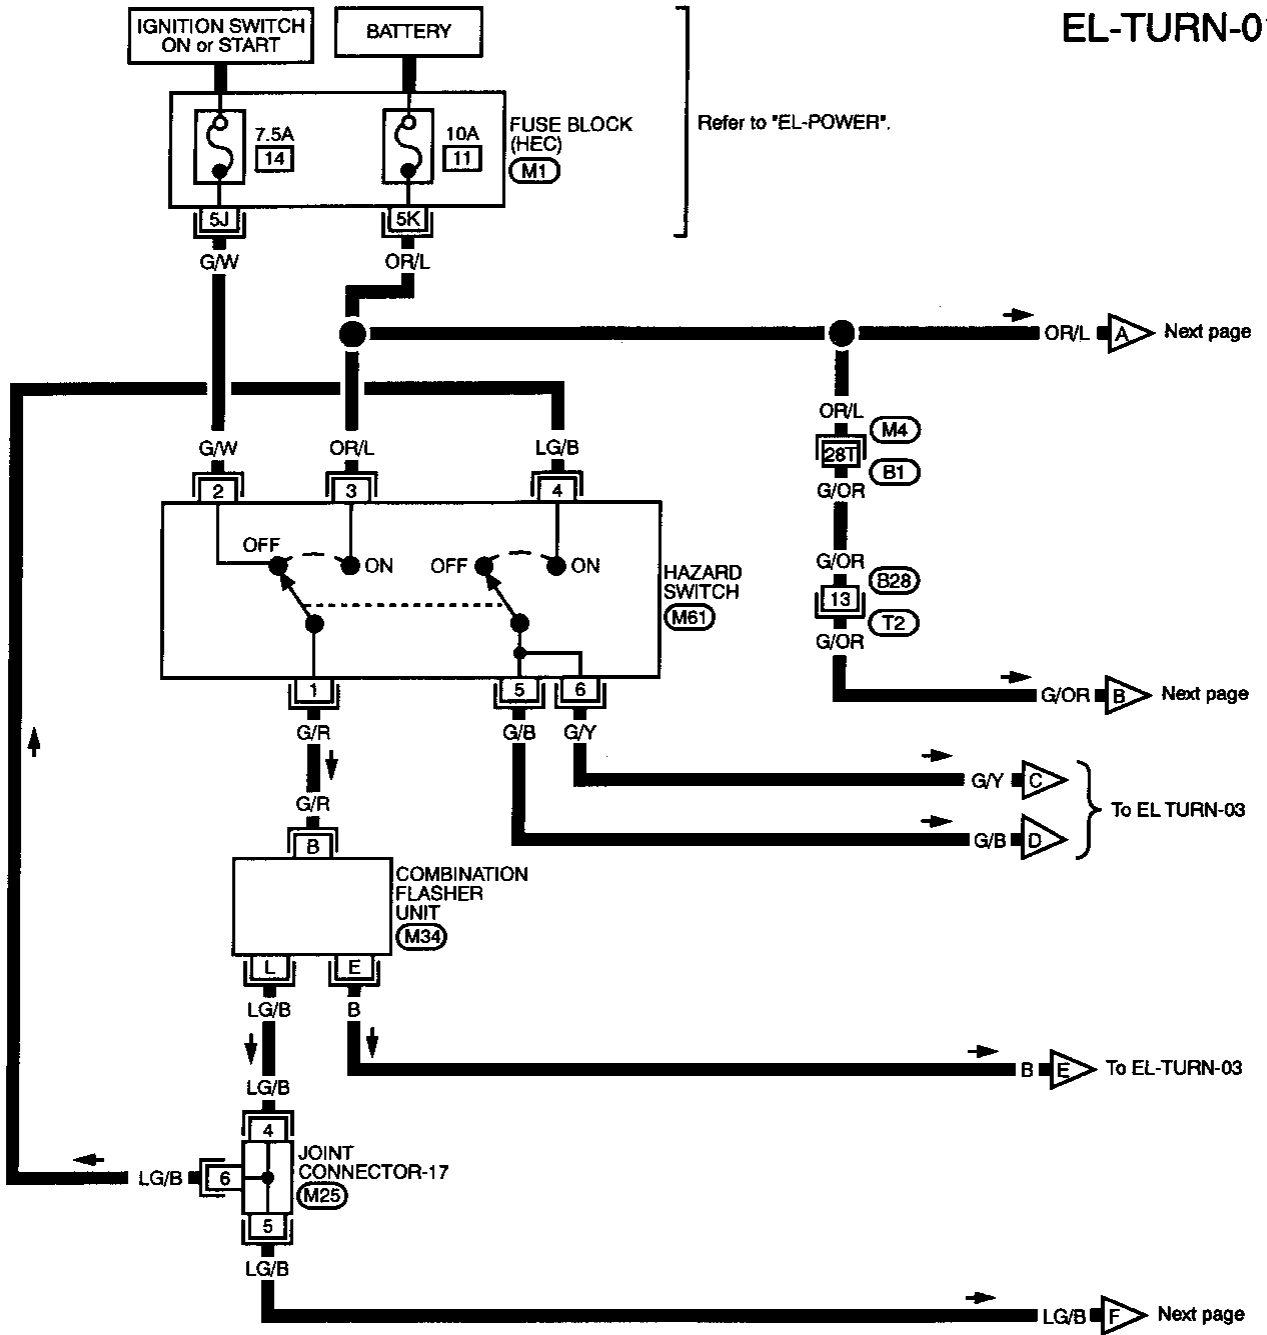 EL-TURN-01
IGNITION SWITCH
ON or START
BATTERY
7.5A
14
10A
11
FUSE BLOCK
(HEC)
M1
Refer to "EL-POWER".
5J
5K
G/W
OR/L
OR/L
A
Next page
G/W
OR/L
LG/B
OR/L
M4
28T
B1
G/OR
2
3
4
OFF
ON
OFF
ON
HAZARD
SWITCH
M61
G/OR
B28
13
T2
G/OR
1
5
6
G/OR
B
Next page
G/R
G/B
G/Y
G/Y
C
To EL TURN-03
G/R
G/B
D
B
COMBINATION
FLASHER
UNIT
M34
L
E
LG/B
B
B
E
To EL-TURN-03
LG/B
4
JOINT
CONNECTOR-17
M25
LG/B
6
5
LG/B
LG/B
F
Next page